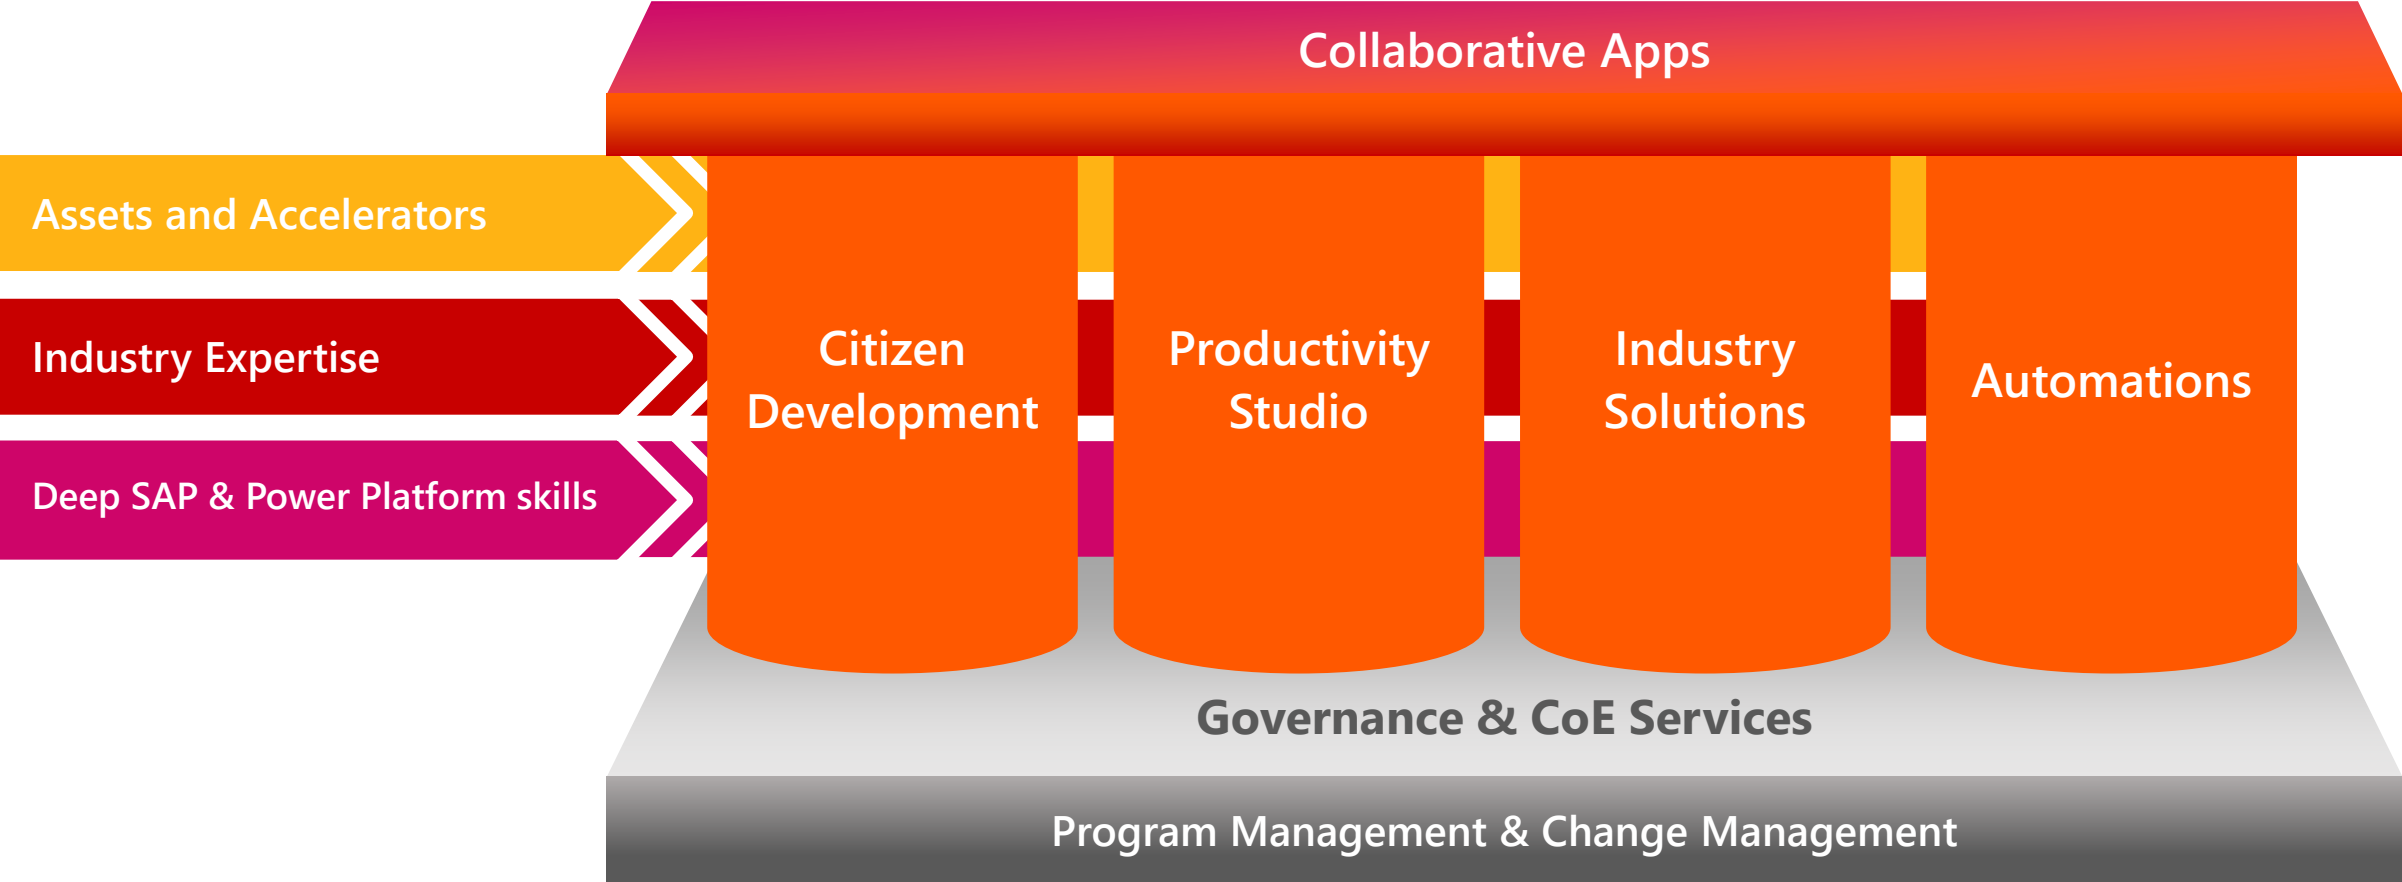 Collaborative Apps
Assets and Accelerators
Industry Expertise
Deep SAP & Power Platform skills
Citizen
Development
Productivity
Studio
Industry
Solutions
Automations
Governance & CoE Services
Program Management & Change Management